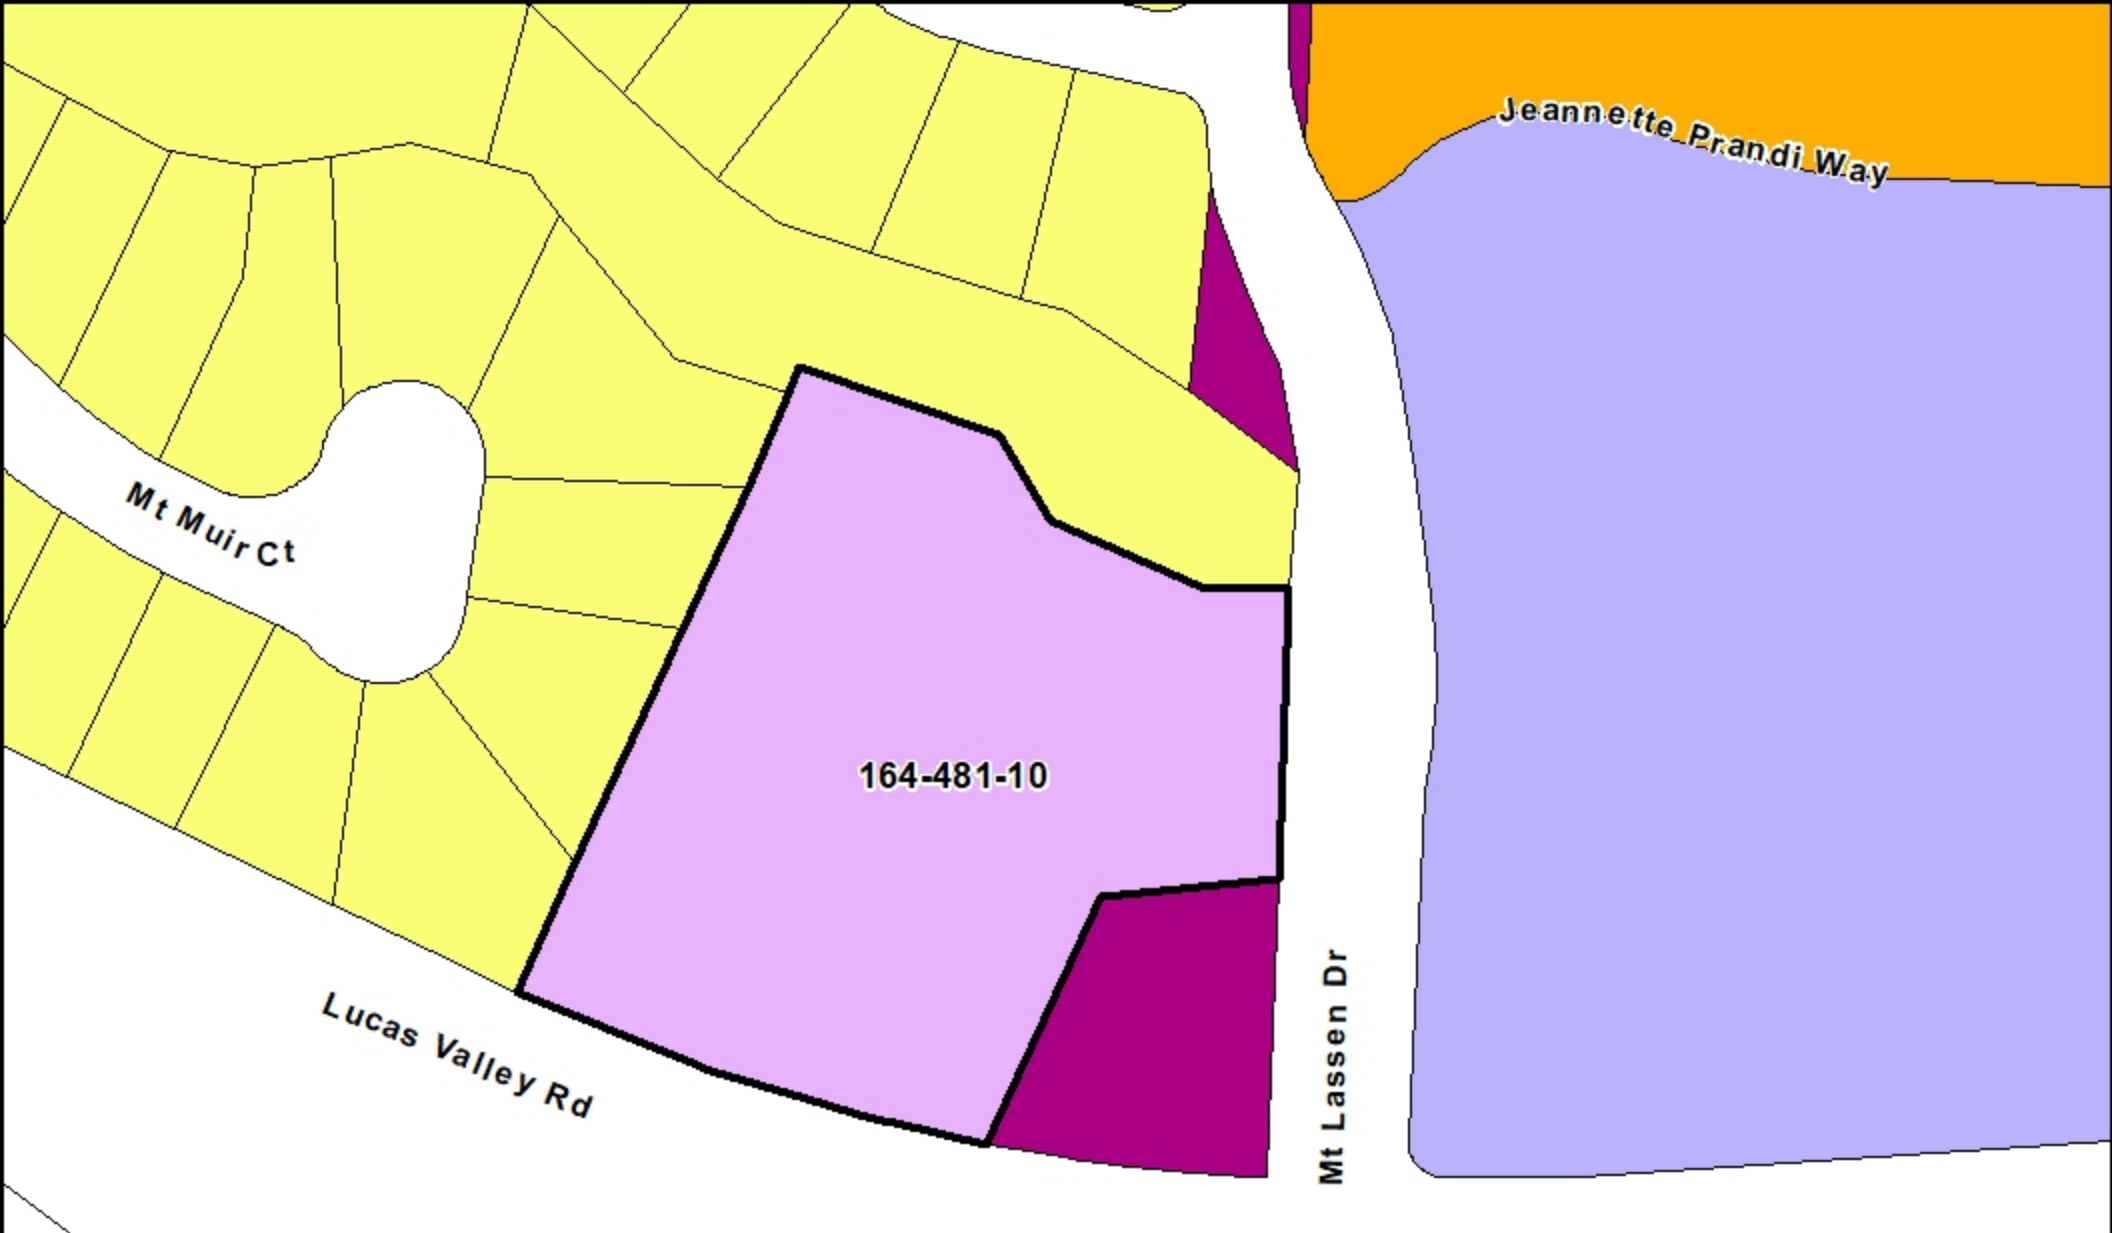 Jeannette Prandi Way
Mt Muir Ct
164-481-10
Lucas Valley Rd
Mt Lassen Dr